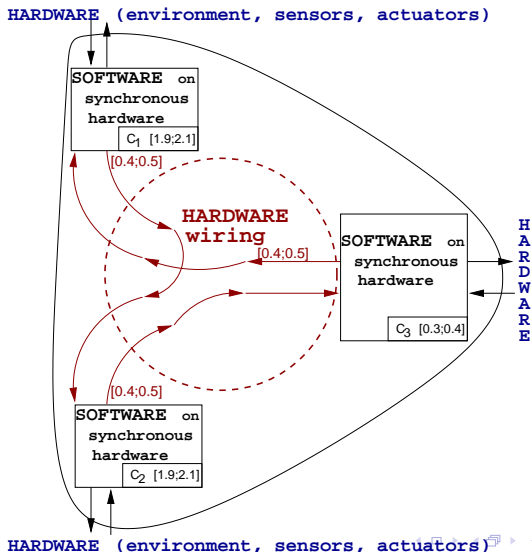 HARDWARE (environment, sensors, actuators)
SOFTWARE on
synchronous
hardware
C1 [1.9;2.1]
[0.4;0.5]
HARDWARE
wiring
[0.4;0.5]
SOFTWARE on
synchronous
hardware
C3 [0.3;0.4]
HARDWARE
[0.4;0.5]
SOFTWARE on
synchronous
hardware
C2 [1.9;2.1]
HARDWARE (environment, sensors, actuators)